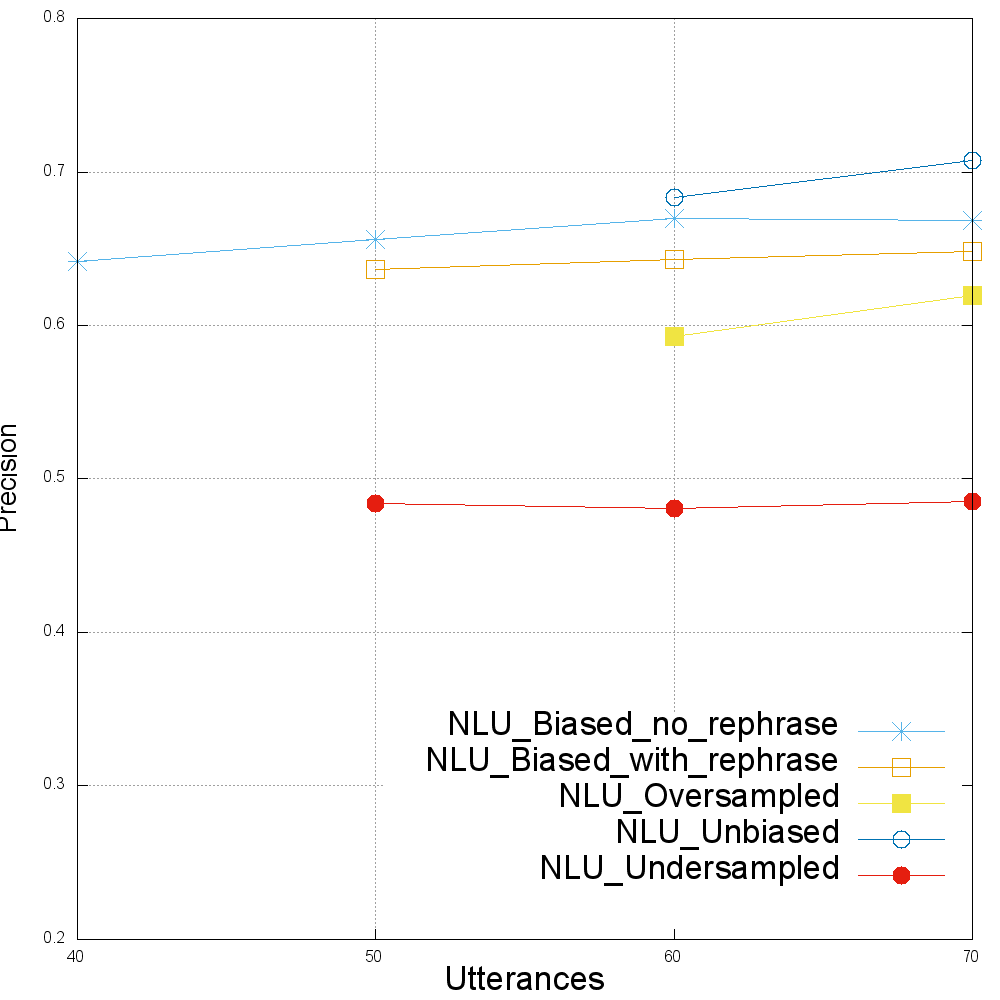 0.8
0.7
0.6
0.5
0.4
0.3
0.2
Precision
NLU_Biased_no_rephrase
NLU_Biased_with_rephrase
NLU_Oversampled
NLU_Unbiased
NLU_Undersampled
40 50 60 70
Utterances